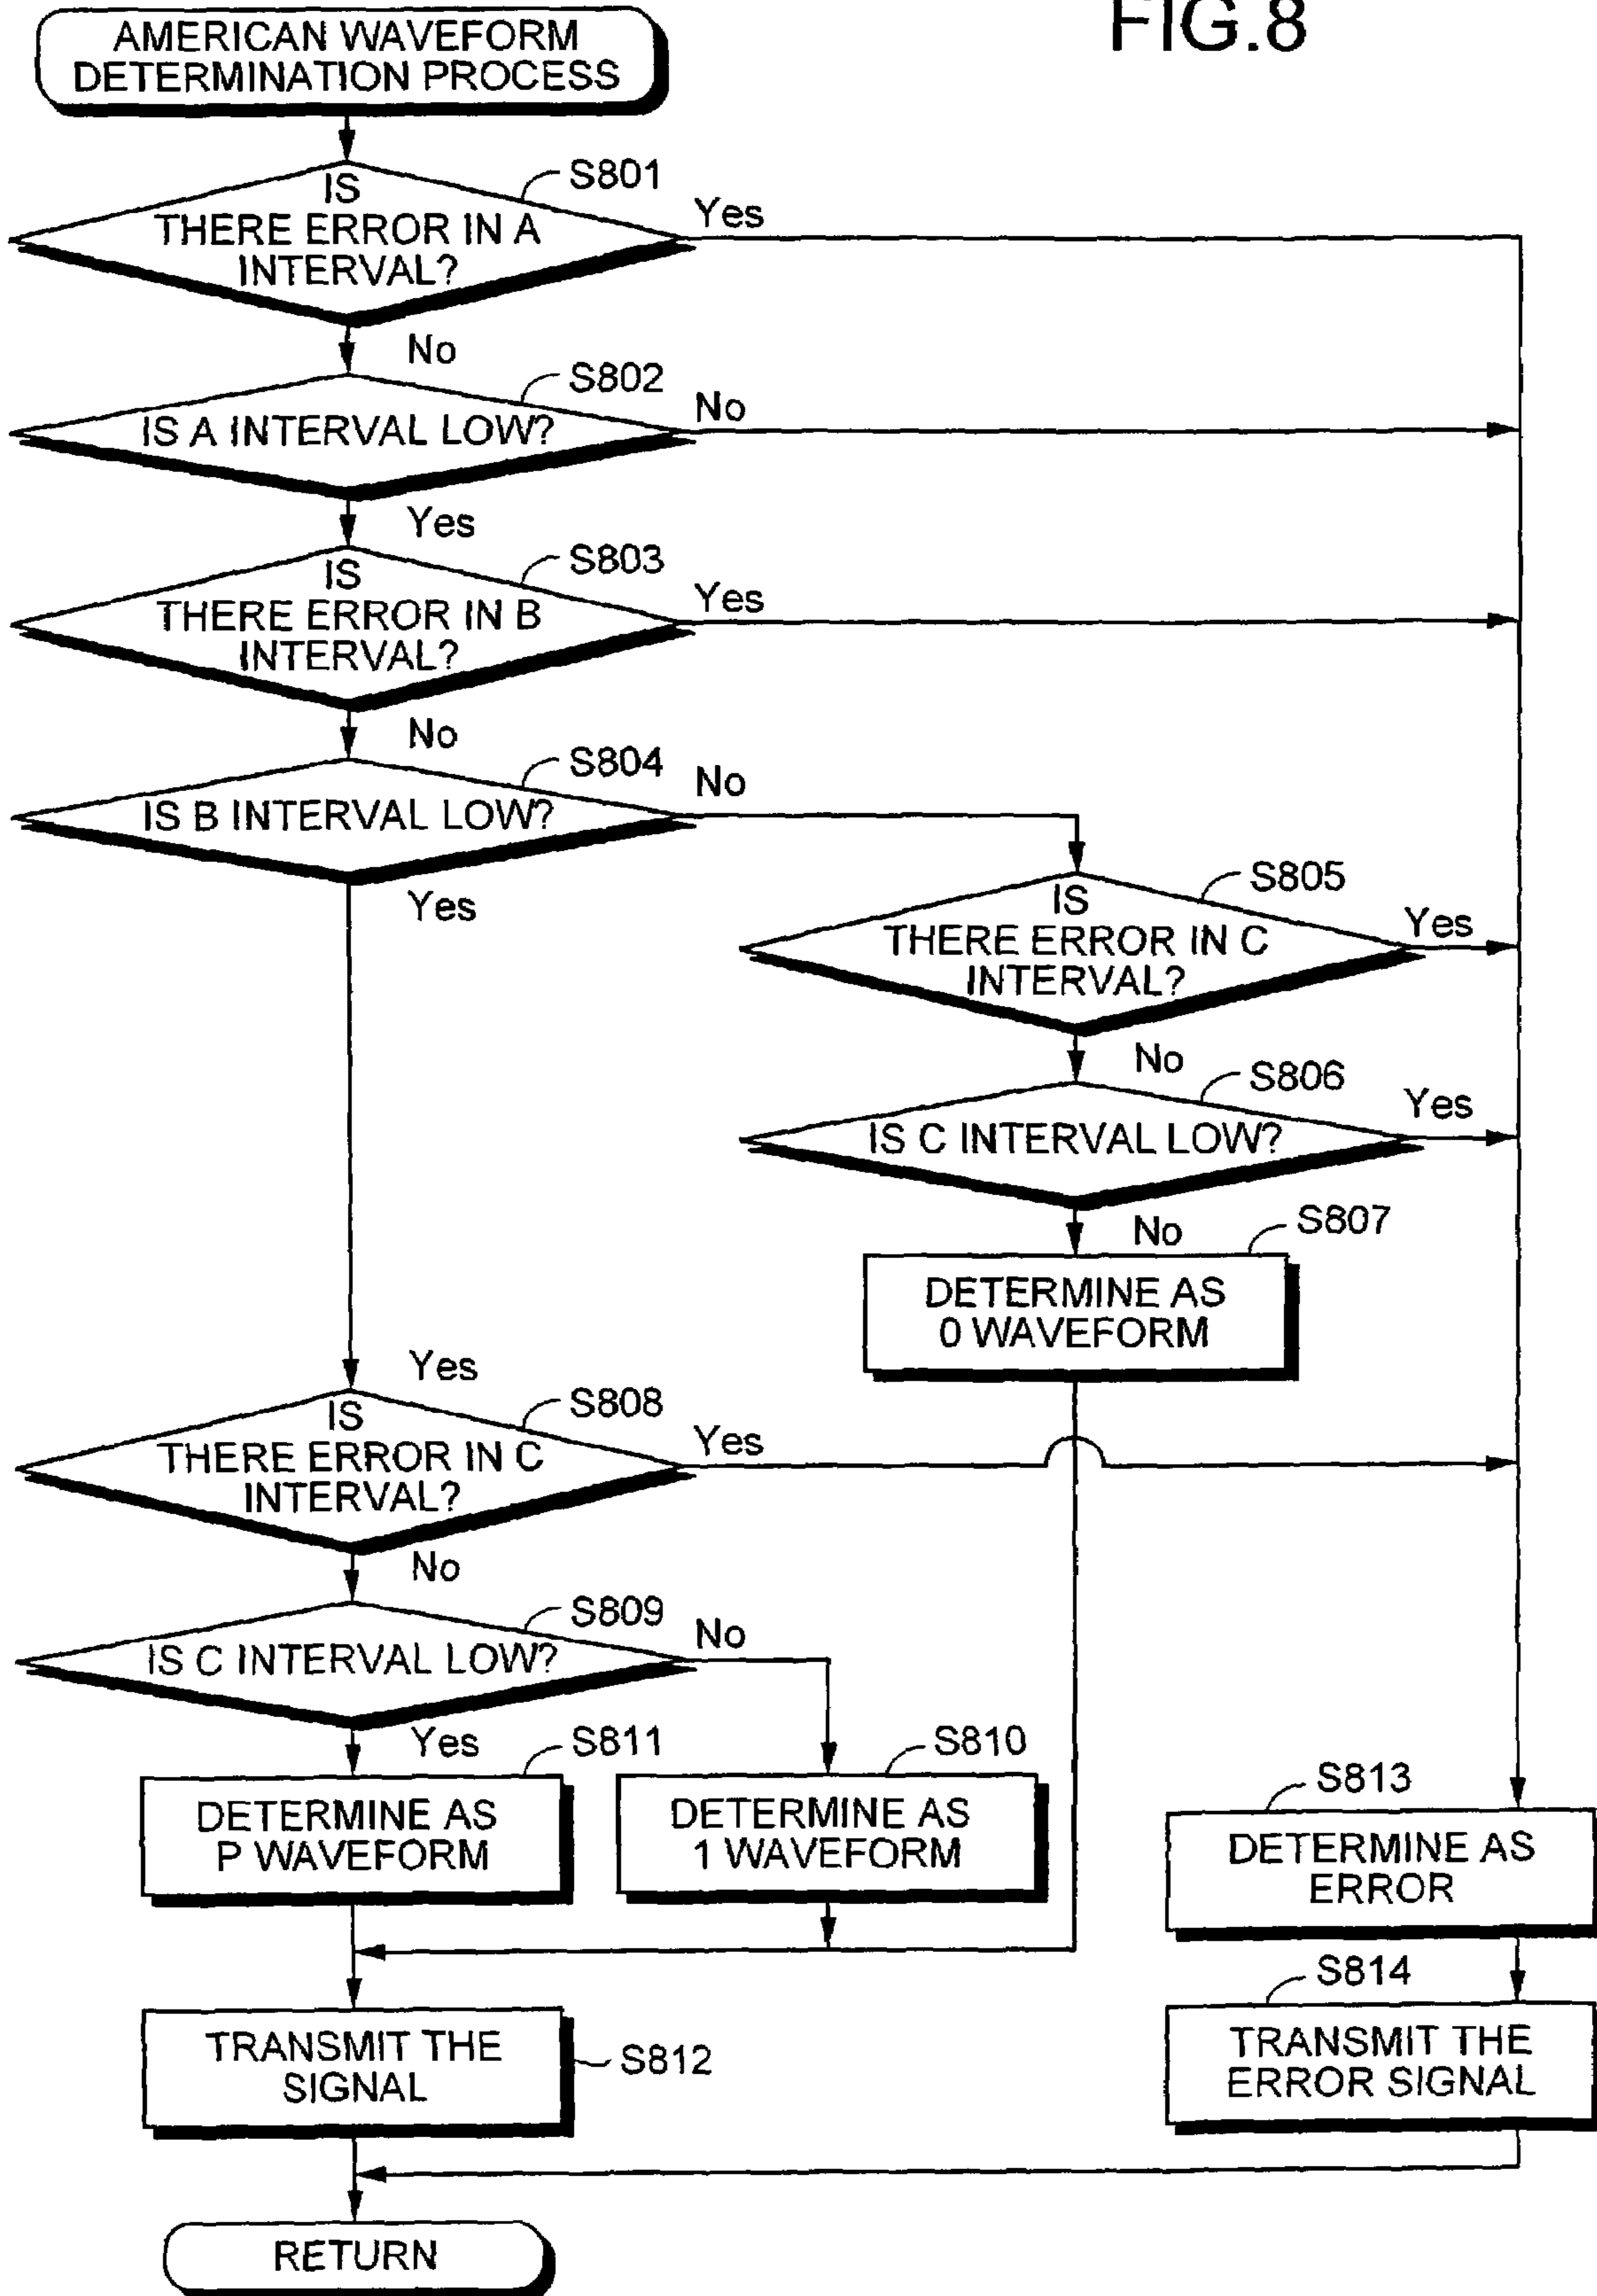 FIG.8
AMERICAN WAVEFORM
DETERMINATION PROCESS
S801
IS
THERE ERROR IN A
INTERVAL?
Yes
No
S802
IS A INTERVAL LOW?
No
Yes
S803
IS
THERE ERROR IN B
INTERVAL?
Yes
No
S804
IS B INTERVAL LOW?
No
Yes
S805
IS
THERE ERROR IN C
INTERVAL?
Yes
No
S806
IS C INTERVAL LOW?
Yes
No
S807
DETERMINE AS
0 WAVEFORM
Yes
S808
IS
THERE ERROR IN C
INTERVAL?
Yes
No
S809
IS C INTERVAL LOW?
No
Yes
S811
DETERMINE AS
P WAVEFORM
S810
DETERMINE AS
1 WAVEFORM
S813
DETERMINE AS
ERROR
S814
TRANSMIT THE
ERROR SIGNAL
TRANSMIT THE
SIGNAL
S812
RETURN